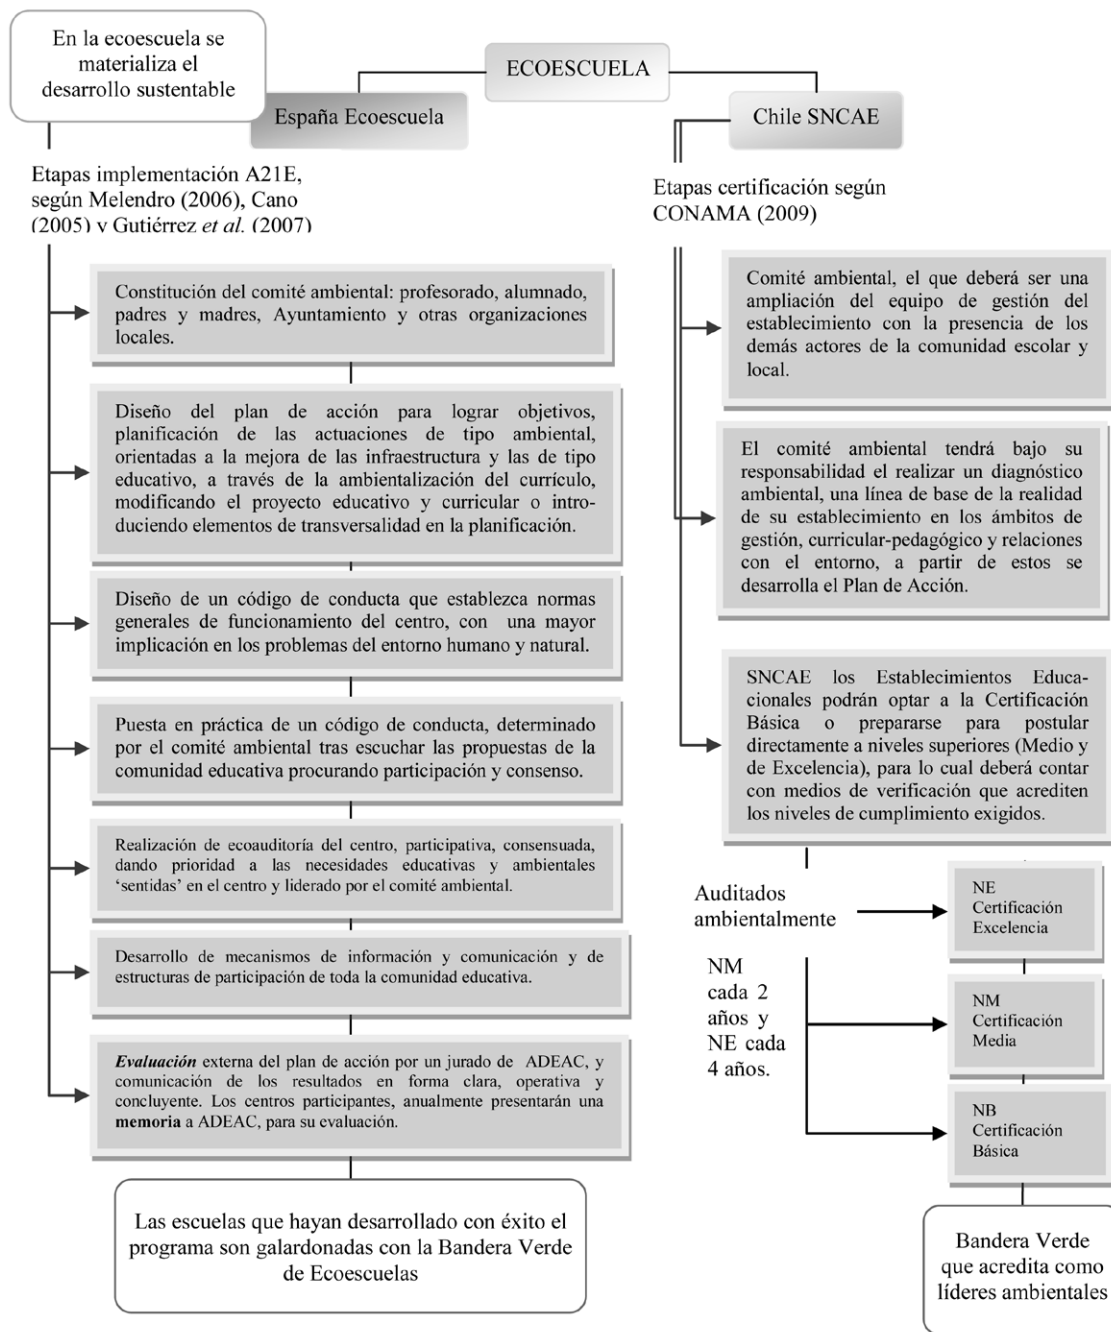 En la ecoescuela se
materializa el
desarrollo sustentable
ECOESCUELA
España Ecoescuela
Chile SNCAE
Etapas implementación A21E,
según Melendro (2006), Cano
(2005) y Gutiérrez et al. (2007)
Constitución del comité ambiental: profesorado, alumnado,
padres y madres, Ayuntamiento y otras organizaciones
locales.
Diseño del plan de acción para lograr objetivos,
planificación de las actuaciones de tipo ambiental,
orientadas a la mejora de las infraestructura y las de tipo
educativo, a través de la ambientalización del currículo,
modificando el proyecto educativo y curricular o intro-
duciendo elementos de transversalidad en la planificación.
Diseño de un código de conducta que establezca normas
generales de funcionamiento del centro, con una mayor
implicación en los problemas del entorno humano y natural.
Puesta en práctica de un código de conducta, determinado
por el comité ambiental tras escuchar las propuestas de la
comunidad educativa procurando participación y consenso.
Realización de ecoauditoría del centro, participativa, consensuada,
dando prioridad a las necesidades educativas y ambientales
‘sentidas’ en el centro y liderado por el comité ambiental.
Desarrollo de mecanismos de información y comunicación y de
estructuras de participación de toda la comunidad educativa.
Evaluación externa del plan de acción por un jurado de ADEAC, y
comunicación de los resultados en forma clara, operativa y
concluyente. Los centros participantes, anualmente presentarán una
memoria a ADEAC, para su evaluación.
Las escuelas que hayan desarrollado con éxito el
programa son galardonadas con la Bandera Verde
de Ecoescuelas
Etapas certificación según
CONAMA (2009)
Comité ambiental, el que deberá ser una
ampliación del equipo de gestión del
establecimiento con la presencia de los
demás actores de la comunidad escolar y
local.
El comité ambiental tendrá bajo su
responsabilidad el realizar un diagnóstico
ambiental, una línea de base de la realidad
de su establecimiento en los ámbitos de
gestión, curricular-pedagógico y relaciones
con el entorno, a partir de estos se
desarrolla el Plan de Acción.
SNCAE los Establecimientos Educa-
cionales podrán optar a la Certificación
Básica o prepararse para postular
directamente a niveles superiores (Medio y
de Excelencia), para lo cual deberá contar
con medios de verificación que acrediten
los niveles de cumplimiento exigidos.
Auditados
ambientalmente
NM
cada 2
años y
NE cada
4 años.
NE
Certificación
Excelencia
NM
Certificación
Media
NB
Certificación
Básica
Bandera Verde
que acredita como
líderes ambientales